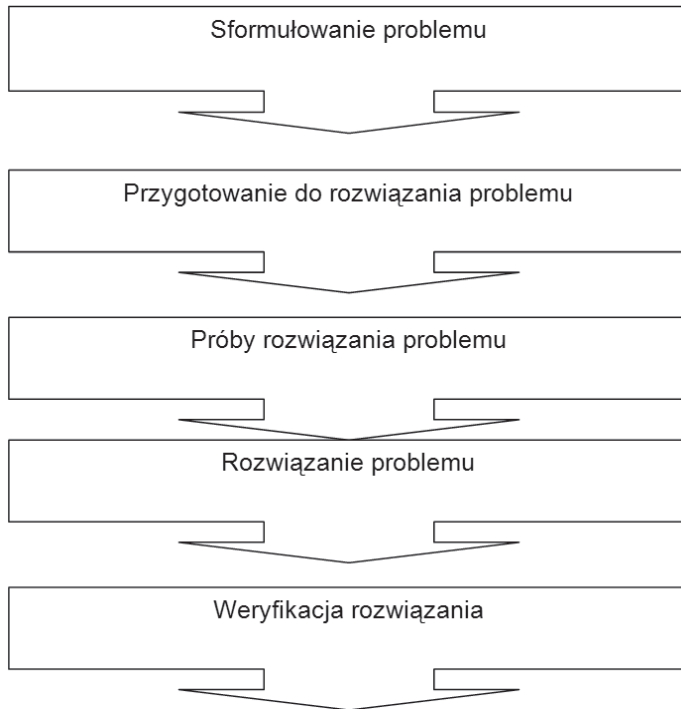 Sformułowanie problemu
Przygotowanie do rozwiązania problemu
Próby rozwiązania problemu
Rozwiązanie problemu
Weryfikacja rozwiązania